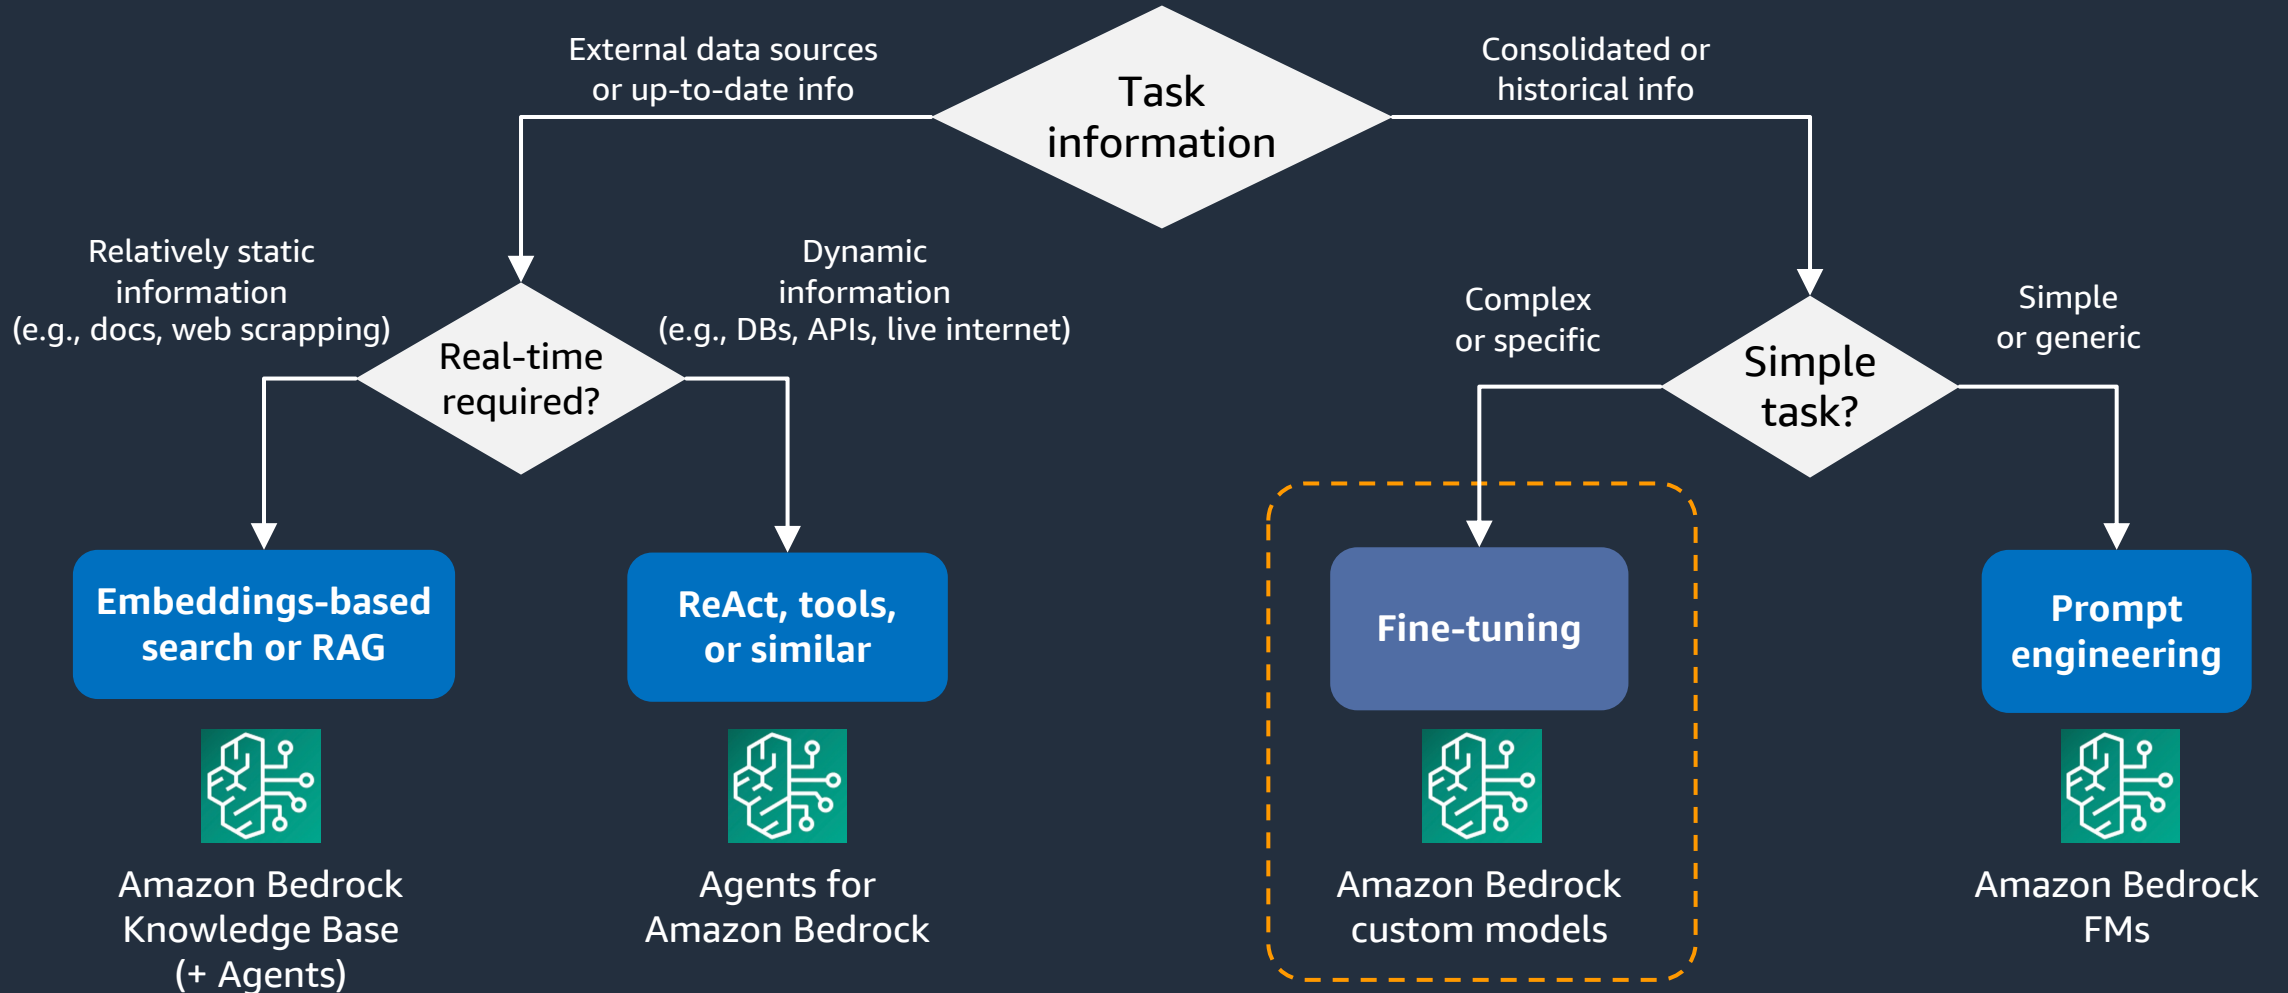 External data sources
or up-to-date info
Task
information
Consolidated or
historical info
Relatively static
information
(e.g., docs, web scrapping)
Real-time
required?
Dynamic
information
(e.g., DBs, APIs, live internet)
Complex
or specific
Simple
task?
Simple
or generic
Embeddings-based
search or RAG
ReAct, tools,
or similar
Fine-tuning
Prompt
engineering
Amazon Bedrock
Knowledge Base
(+ Agents)
Agents for
Amazon Bedrock
Amazon Bedrock
custom models
Amazon Bedrock
FMs